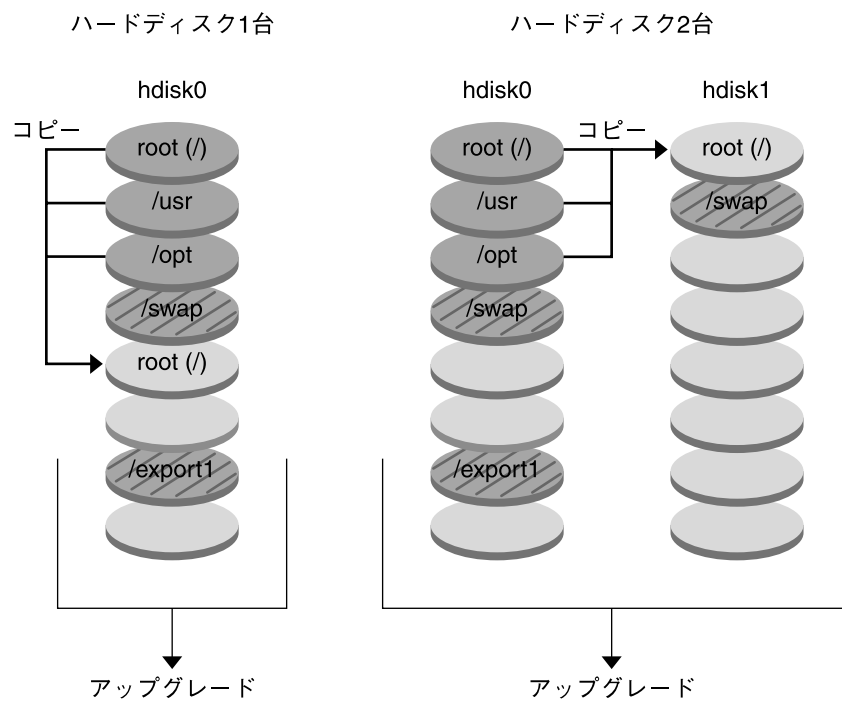 ハードディスク1台
hdisk0
コピー
root (/)
/usr
/opt
/swap
root (/)
/export1
アップグレード
ハードディスク2台
hdisk0
hdisk1
コピー
root (/)
root (/)
/usr
/swap
/opt
/swap
/export1
アップグレード